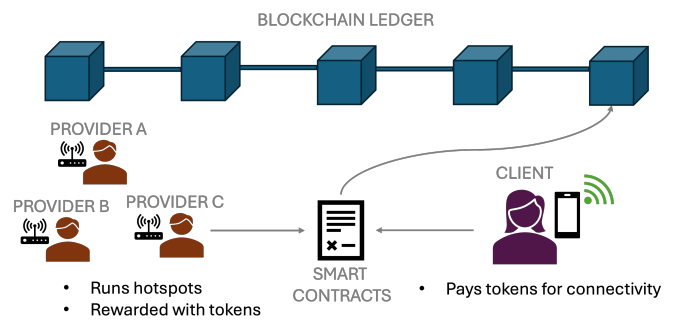 BLOCKCHAIN LEDGER
PROVIDER A
PROVIDER B
PROVIDER C
CLIENT
SMART
CONTRACTS
• Runs hotspots
• Rewarded with tokens
• Pays tokens for connectivity